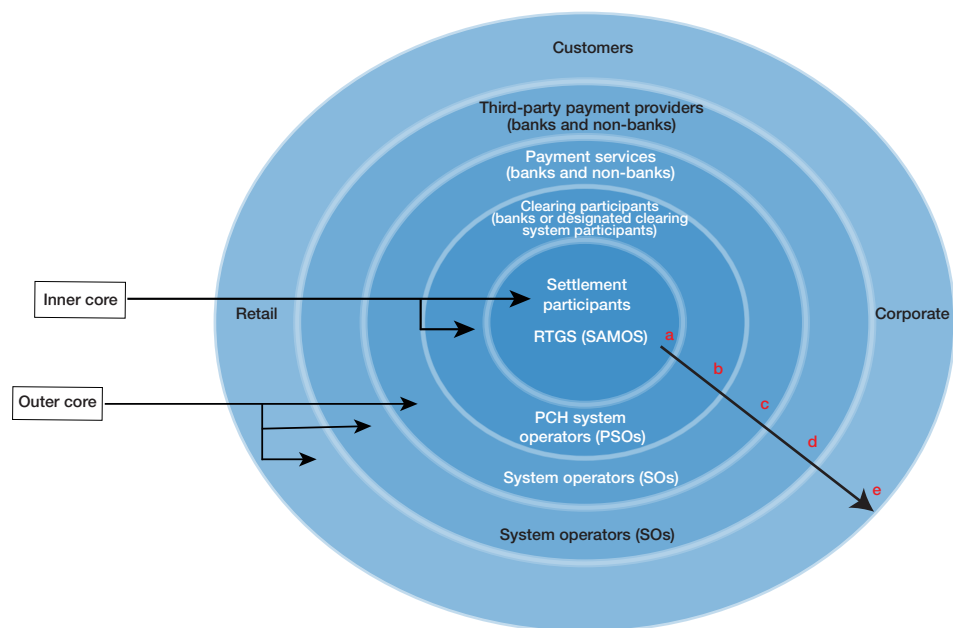 Customers
Third-party payment providers
(banks and non-banks)
Payment services
(banks and non-banks)
Clearing participants
(banks or designated clearing
system participants)
Settlement
participants
Inner core
Retail
Corporate
RTGS (SAMOS)
a
b
c
d
e
Outer core
PCH system
operators (PSOs)
System operators (SOs)
System operators (SOs)